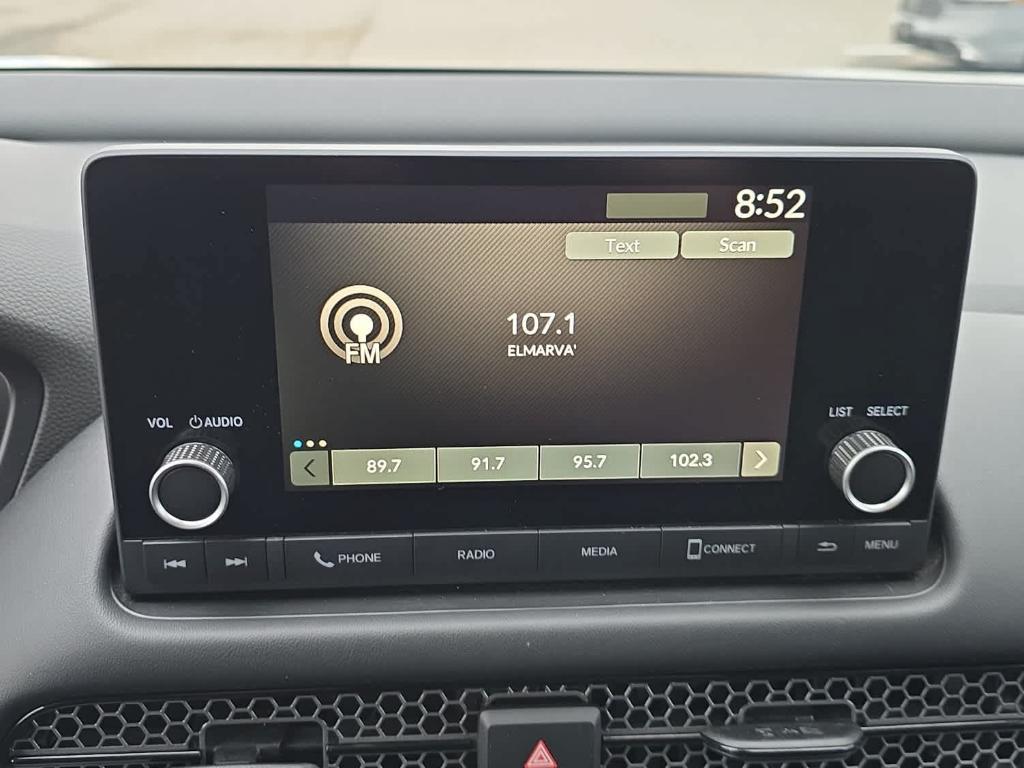 8:52
Text Scan
FM
107.1
ELMARVA'
89.7 91.7 95.7 102.3
VOL AUDIO
LIST SELECT
PHONE RADIO MEDIA CONNECT MENU